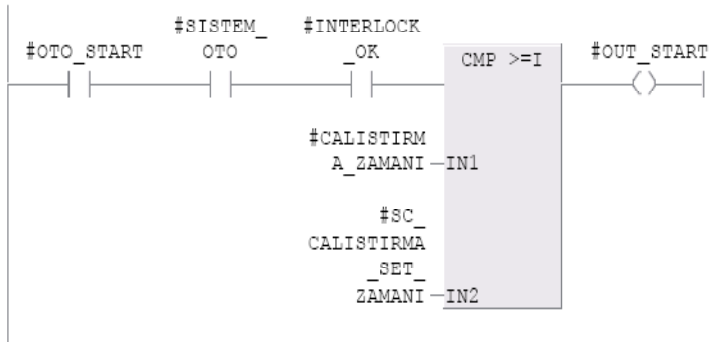 #SISTEM_ #INTERLOCK
#OTO_START OTO _OK CMP >=I #OUT_START
#CALISTIRM
A_ZAMANI IN1
#SC_
CALISTIRMA
_SET_
ZAMANI IN2